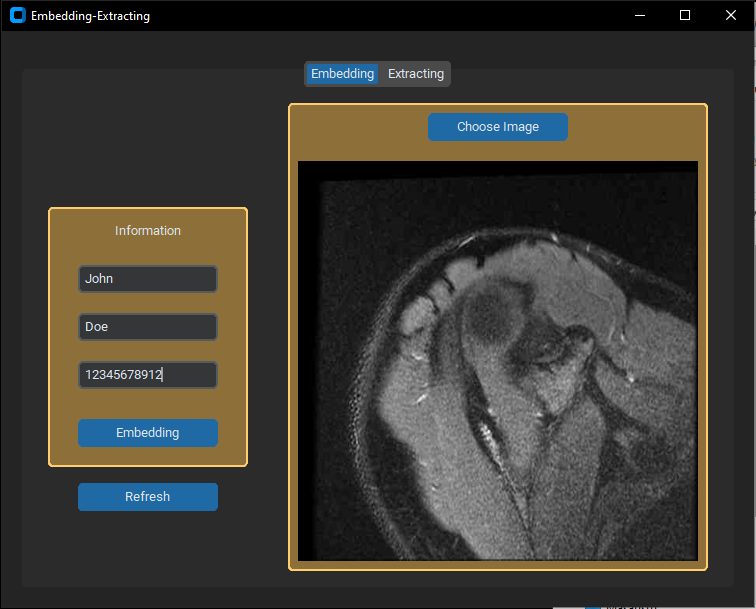 Embedding-Extracting
Embedding Extracting
Choose Image
Information
John
Doe
12345678912
Embedding
Refresh